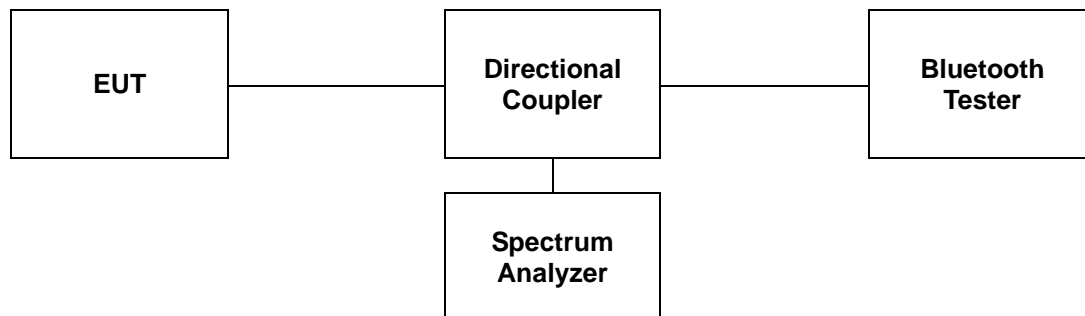 EUT
Directional
Coupler
Bluetooth
Tester
Spectrum
Analyzer